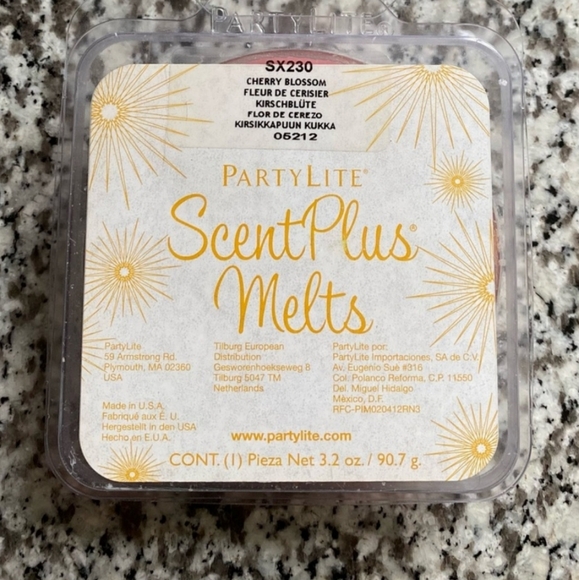 PARTYLITE
SX230
CHERRY BLOSSOM
FLEUR DE CERISIER
KIRSCHBLÜTE
FLOR DE CEREZO
KIRSIKKAPUUN KUKKA
05212
PARTYLITE®
ScentPlus®
Melts
PartyLite
59 Armstrong Rd.
Plymouth, MA 02360
USA
Made in U.S.A.
Fabriqué aux É. U.
Hergestellt in den USA
Hecho en E.U.A.
Tilburg European
Distribution
Gesworenhoekseweg 8
Tilburg 5047 TM
Netherlands
PartyLite por:
PartyLite Importaciones, SA de C.V.
Av. Eugenio Sue #316
Col. Polanco Reforma, C.P. 11550
Del. Miguel Hidalgo
México, D.F.
RFC-PIM020412RN3
www.partylite.com
CONT. (1) Pieza Net 3.2 oz. / 90.7 g.